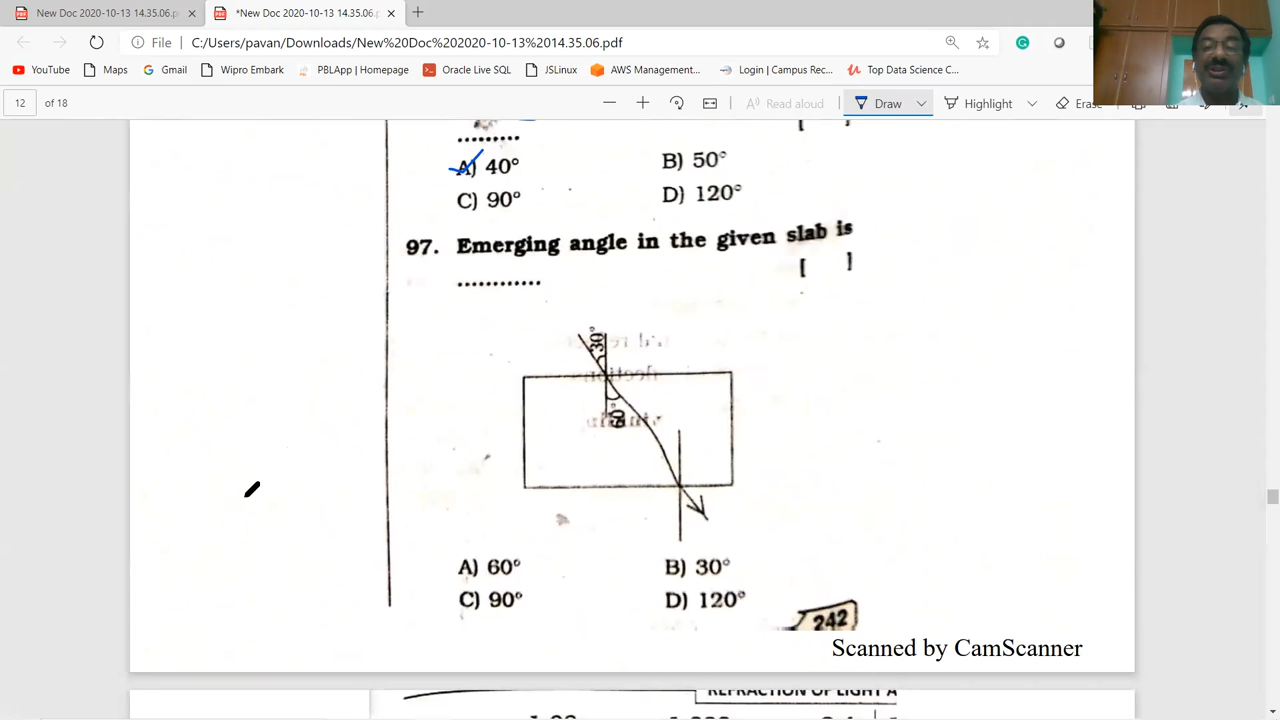 New Doc 2020-10-13 14.35.06.p
*New Doc 2020-10-13 14.35.06.p
File C:/Users/pavan/Downloads/New%20Doc%202020-10-13%2014.35.06.pdf
YouTube Maps Gmail Wipro Embark PBLApp | Homepage Oracle Live SQL JSLinux AWS Management... Login | Campus Rec... Top Data Science C...
12 of 18 Read aloud Draw Highlight Erase
............
A) 40° B) 50°
C) 90° D) 120°
97. Emerging angle in the given slab is
............ [ ]
30°
60°
A) 60° B) 30°
C) 90° D) 120°
242
Scanned by CamScanner
REFRACTION OF LIGHT A